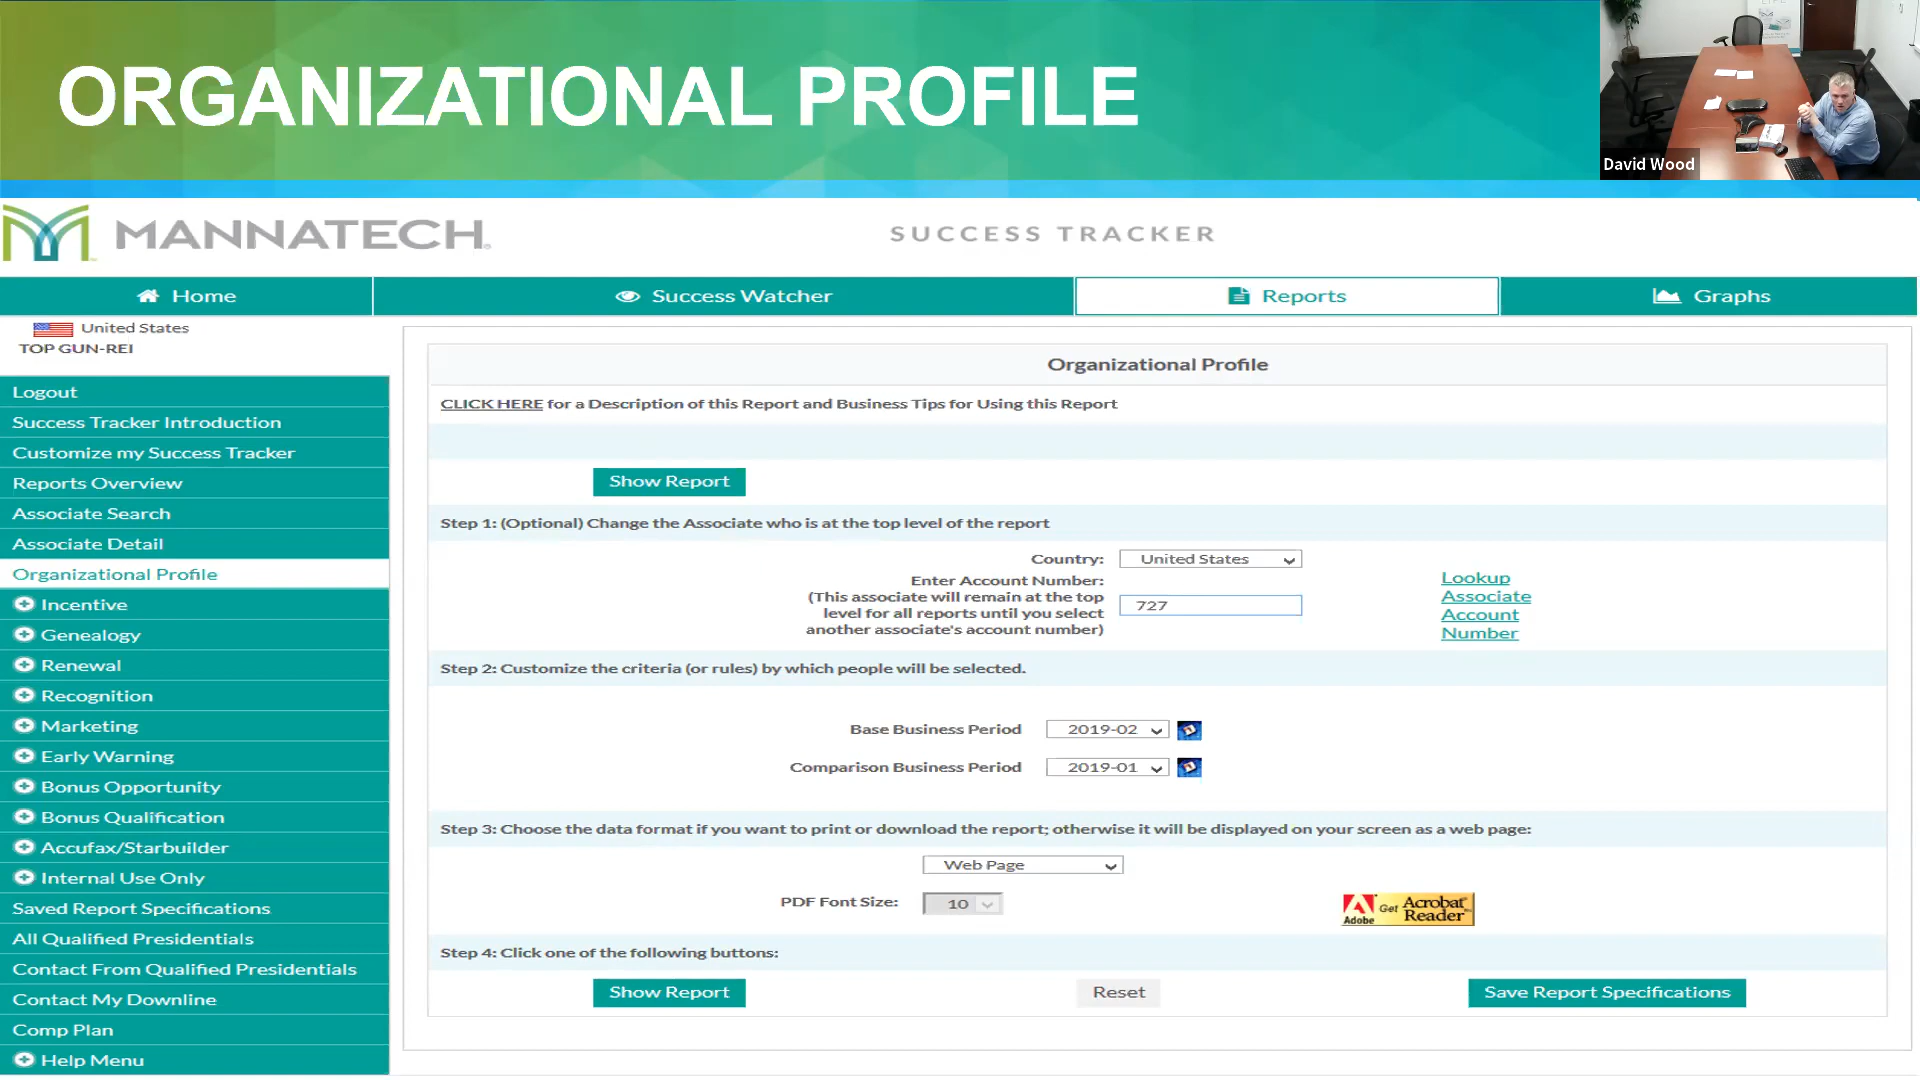 ORGANIZATIONAL PROFILE
David Wood
MANNATECH
SUCCESS TRACKER
Home
Success Watcher
Reports
Graphs
United States
TOP GUN-REI
Logout
Success Tracker Introduction
Customize my Success Tracker
Reports Overview
Associate Search
Associate Detail
Organizational Profile
Incentive
Genealogy
Renewal
Recognition
Marketing
Early Warning
Bonus Opportunity
Bonus Qualification
Accufax/Starbuilder
Internal Use Only
Saved Report Specifications
All Qualified Presidentials
Contact From Qualified Presidentials
Contact My Downline
Comp Plan
Help Menu
Organizational Profile
CLICK HERE for a Description of this Report and Business Tips for Using this Report
Show Report
Step 1: (Optional) Change the Associate who is at the top level of the report
Country: United States
Enter Account Number:
(This associate will remain at the top
level for all reports until you select
another associate's account number)
727
Lookup
Associate
Account
Number
Step 2: Customize the criteria (or rules) by which people will be selected.
Base Business Period 2019-02
Comparison Business Period 2019-01
Step 3: Choose the data format if you want to print or download the report; otherwise it will be displayed on your screen as a web page:
Web Page
PDF Font Size: 10
Adobe Get Acrobat Reader
Step 4: Click one of the following buttons:
Show Report
Reset
Save Report Specifications